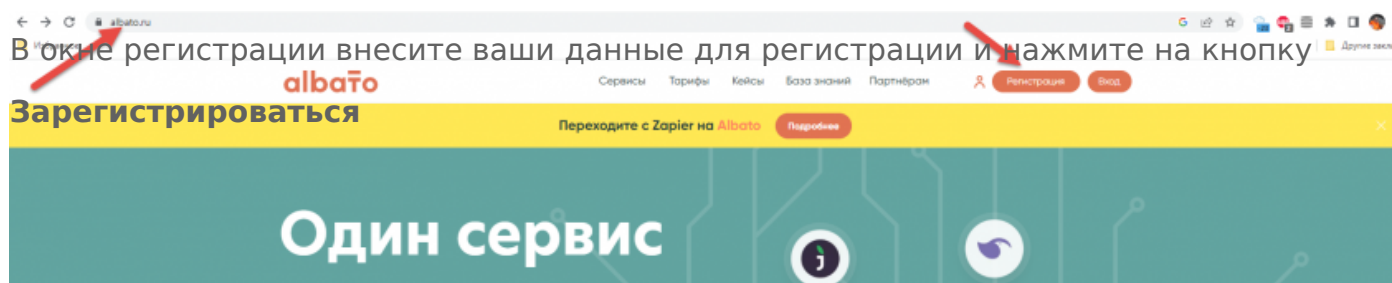 albato.ru
В окне регистрации внесите ваши данные для регистрации и нажмите на кнопку
Другие закл
albato
Сервисы Тарифы Кейсы База знаний Партнёрам Регистрация Вход
Зарегистрироваться
Переходите с Zapier на Albato Подробнее
Один сервис